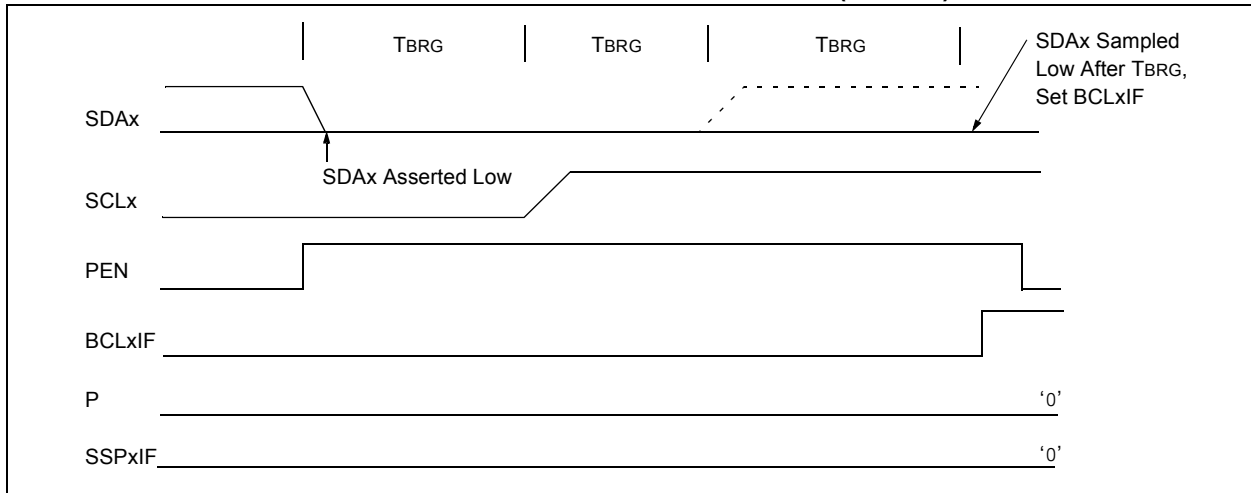 TBRG TBRG TBRG
SDAx Sampled
Low After TBRG,
Set BCLxIF
SDAx
SDAx Asserted Low
SCLx
PEN
BCLxIF
P '0'
SSPxIF '0'